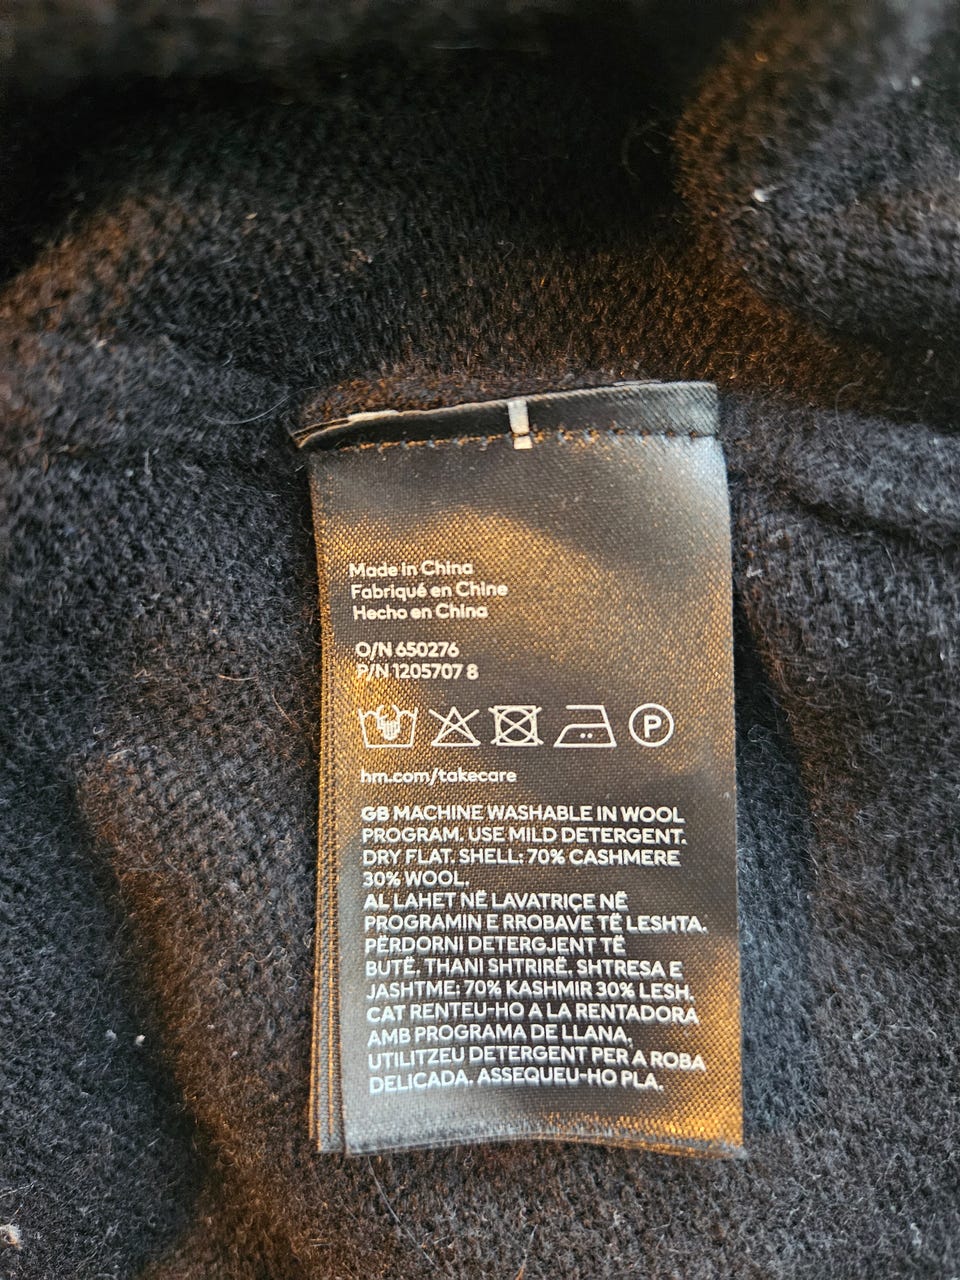 Made in China
Fabriqué en Chine
Hecho en China
O/N 650276
P/N 1205707 8
P
hm.com/takecare
GB MACHINE WASHABLE IN WOOL
PROGRAM. USE MILD DETERGENT.
DRY FLAT. SHELL: 70% CASHMERE
30% WOOL.
AL LAHET NË LAVATRIÇE NË
PROGRAMIN E RROBAVE TË LESHTA.
PËRDORNI DETERGJENT TË
BUTË. THANI SHTRIRË. SHTRESA E
JASHTME: 70% KASHMIR 30% LESH.
CAT RENTEU-HO A LA RENTADORA
AMB PROGRAMA DE LLANA.
UTILITZEU DETERGENT PER A ROBA
DELICADA. ASSEQUEU-HO PLA.